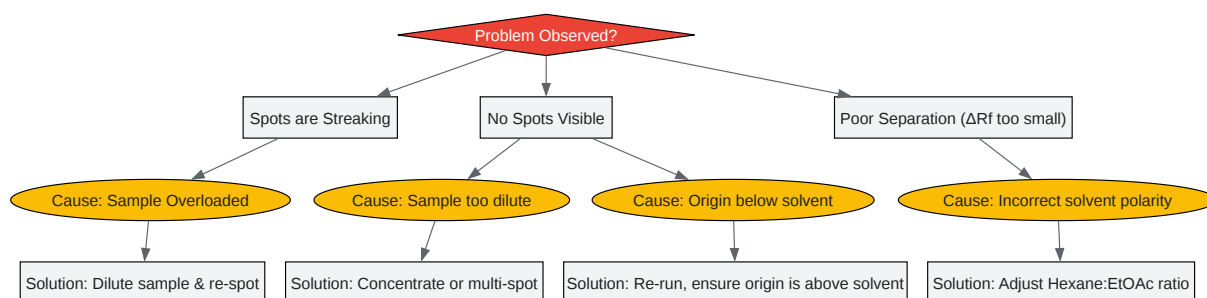 Problem Observed?
Spots are Streaking
No Spots Visible
Poor Separation (ΔRf too small)
Cause: Sample Overloaded
Cause: Sample too dilute
Cause: Origin below solvent
Cause: Incorrect solvent polarity
Solution: Dilute sample & re-spot
Solution: Concentrate or multi-spot
Solution: Re-run, ensure origin is above solvent
Solution: Adjust Hexane:EtOAc ratio